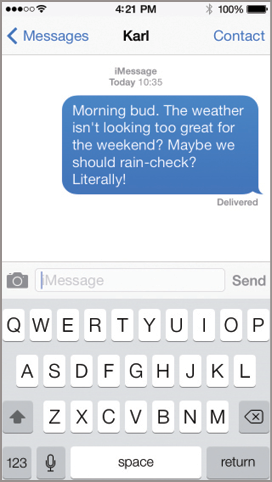 4:21 PM 100%
Messages Karl Contact
iMessage
Today 10:35
Morning bud. The weather
isn't looking too great for
the weekend? Maybe we
should rain-check?
Literally!
Delivered
iMessage Send
Q W E R T Y U I O P
A S D F G H J K L
Z X C V B N M
123 space return